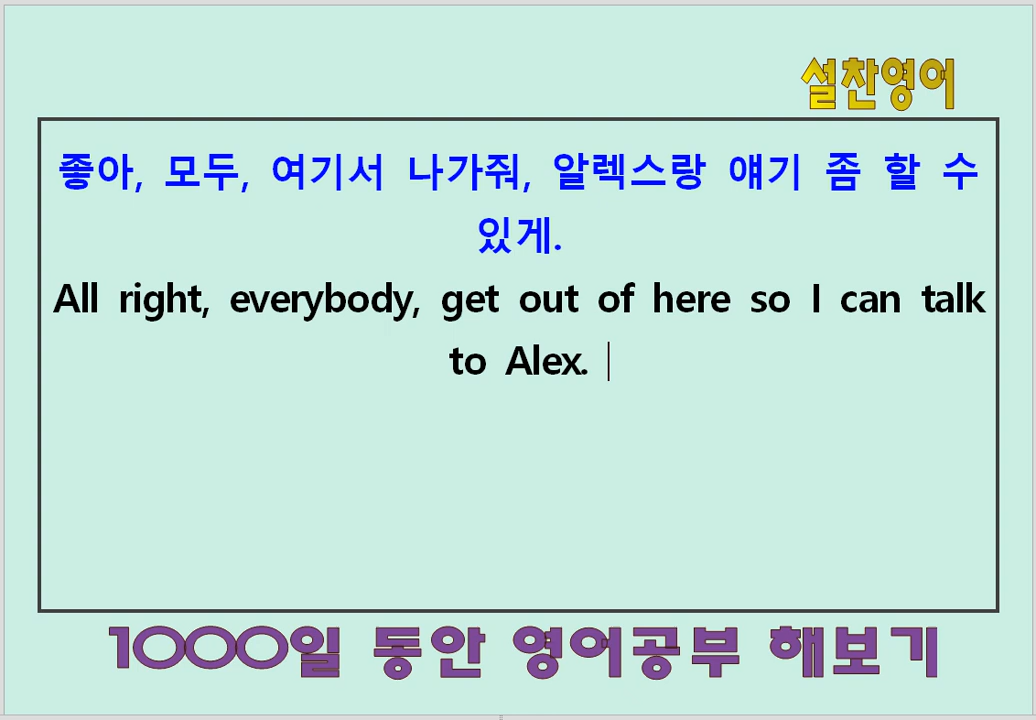 설찬영어
좋아, 모두, 여기서 나가줘, 알렉스랑 얘기 좀 할 수
있게.
All right, everybody, get out of here so I can talk
to Alex.
1000일 동안 영어공부 해보기